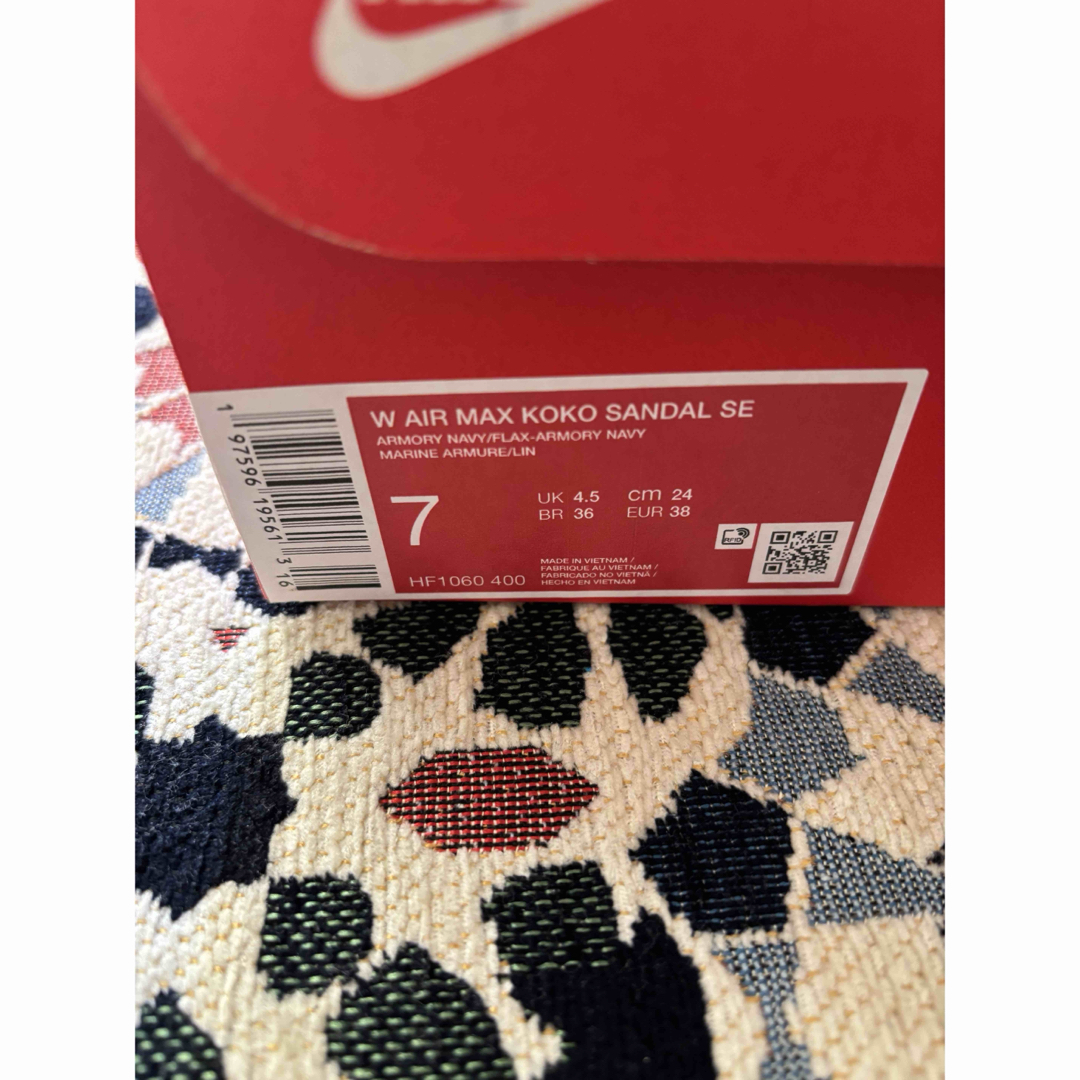 W AIR MAX KOKO SANDAL SE
ARMORY NAVY/FLAX-ARMORY NAVY
MARINE ARMURE/LIN
7
UK 4.5 cm 24
BR 36 EUR 38
RFID
MADE IN VIETNAM /
FABRIQUE AU VIETNAM /
FABRICADO NO VIETNÃ /
HECHO EN VIETNAM
HF1060 400
1 97596 19561 3 16